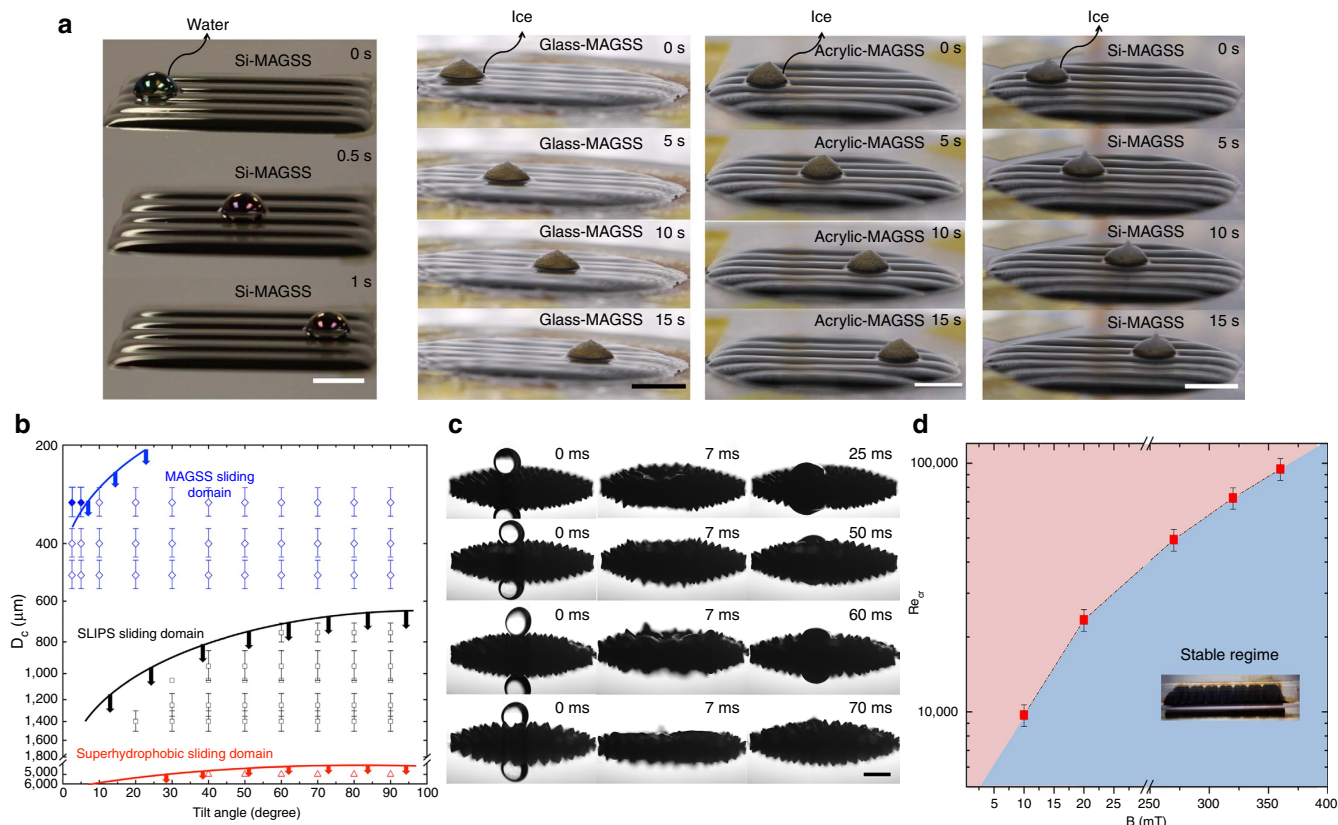 a
Water
Si-MAGSS
0 s
0.5 s
Si-MAGSS
1 s
Si-MAGSS
Ice
Glass-MAGSS
0 s
Glass-MAGSS
5 s
Glass-MAGSS
10 s
Glass-MAGSS
15 s
Ice
Acrylic-MAGSS
0 s
Acrylic-MAGSS
5 s
Acrylic-MAGSS
10 s
Acrylic-MAGSS
15 s
Ice
Si-MAGSS
0 s
Si-MAGSS
5 s
Si-MAGSS
10 s
Si-MAGSS
15 s
b
200
400
600
800
1,000
1,200
1,400
1,600
1,800
5,000
6,000
D_c (μm)
MAGSS sliding
domain
SLIPS sliding domain
Superhydrophobic sliding domain
0 10 20 30 40 50 60 70 80 90 100
Tilt angle (degree)
c
0 ms 7 ms 25 ms
0 ms 7 ms 50 ms
0 ms 7 ms 60 ms
0 ms 7 ms 70 ms
d
100,000
10,000
Re_cr
Stable regime
5 10 15 20 250 300 350 400
B (mT)